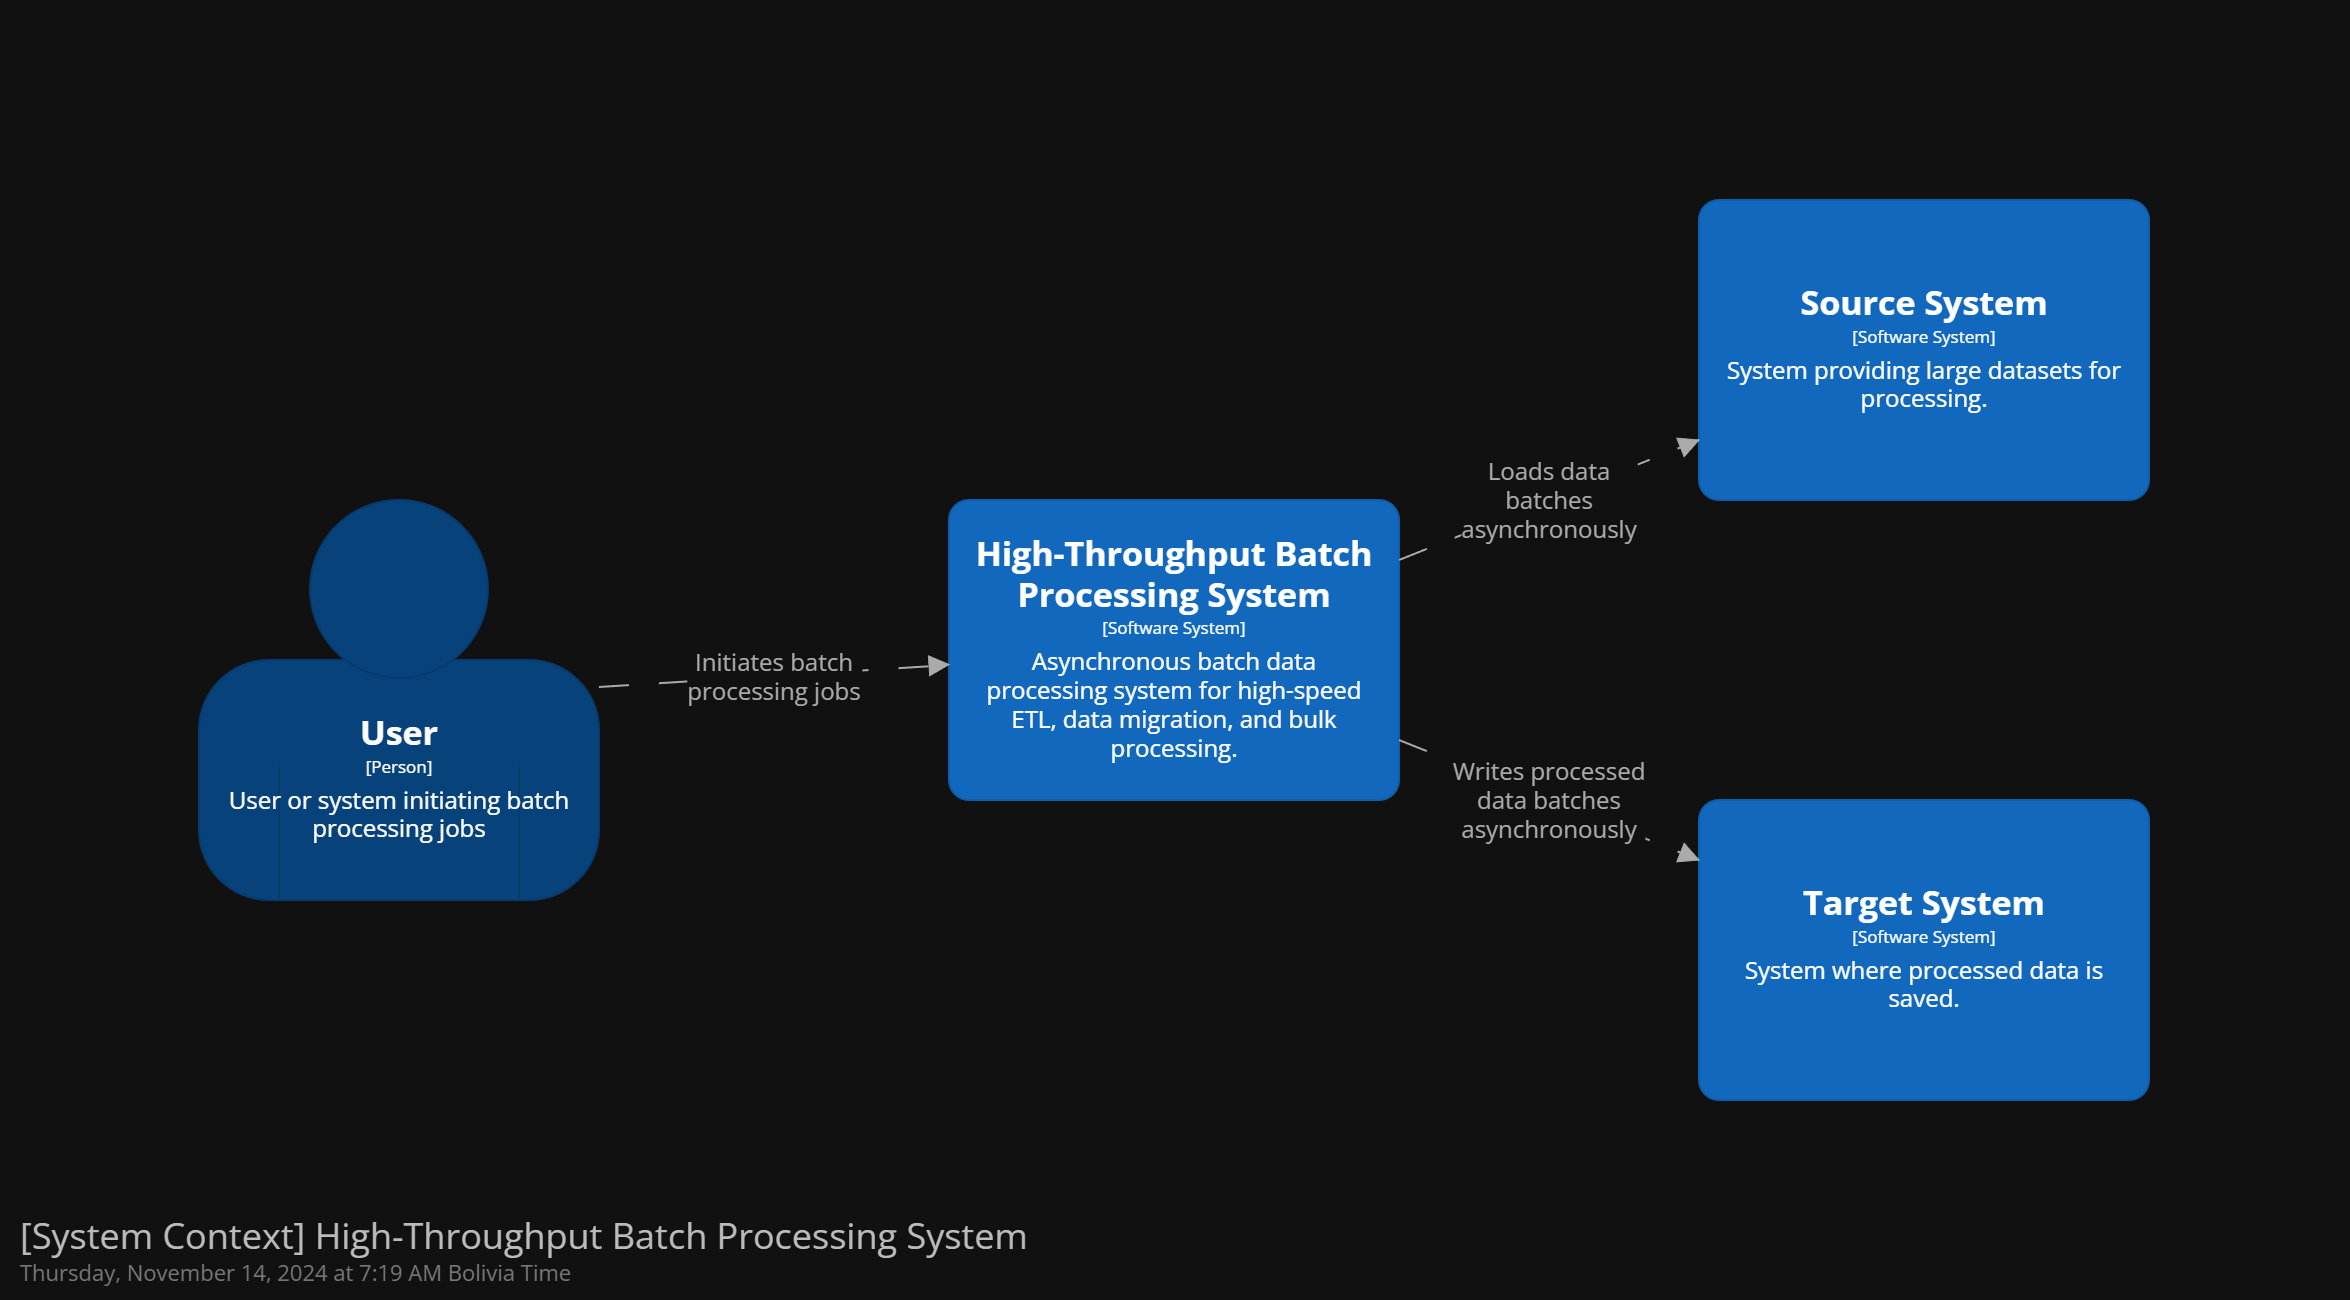 User
[Person]
User or system initiating batch
processing jobs
Initiates batch
processing jobs
High-Throughput Batch
Processing System
[Software System]
Asynchronous batch data
processing system for high-speed
ETL, data migration, and bulk
processing.
Loads data
batches
asynchronously
Source System
[Software System]
System providing large datasets for
processing.
Writes processed
data batches
asynchronously
Target System
[Software System]
System where processed data is
saved.
[System Context] High-Throughput Batch Processing System
Thursday, November 14, 2024 at 7:19 AM Bolivia Time